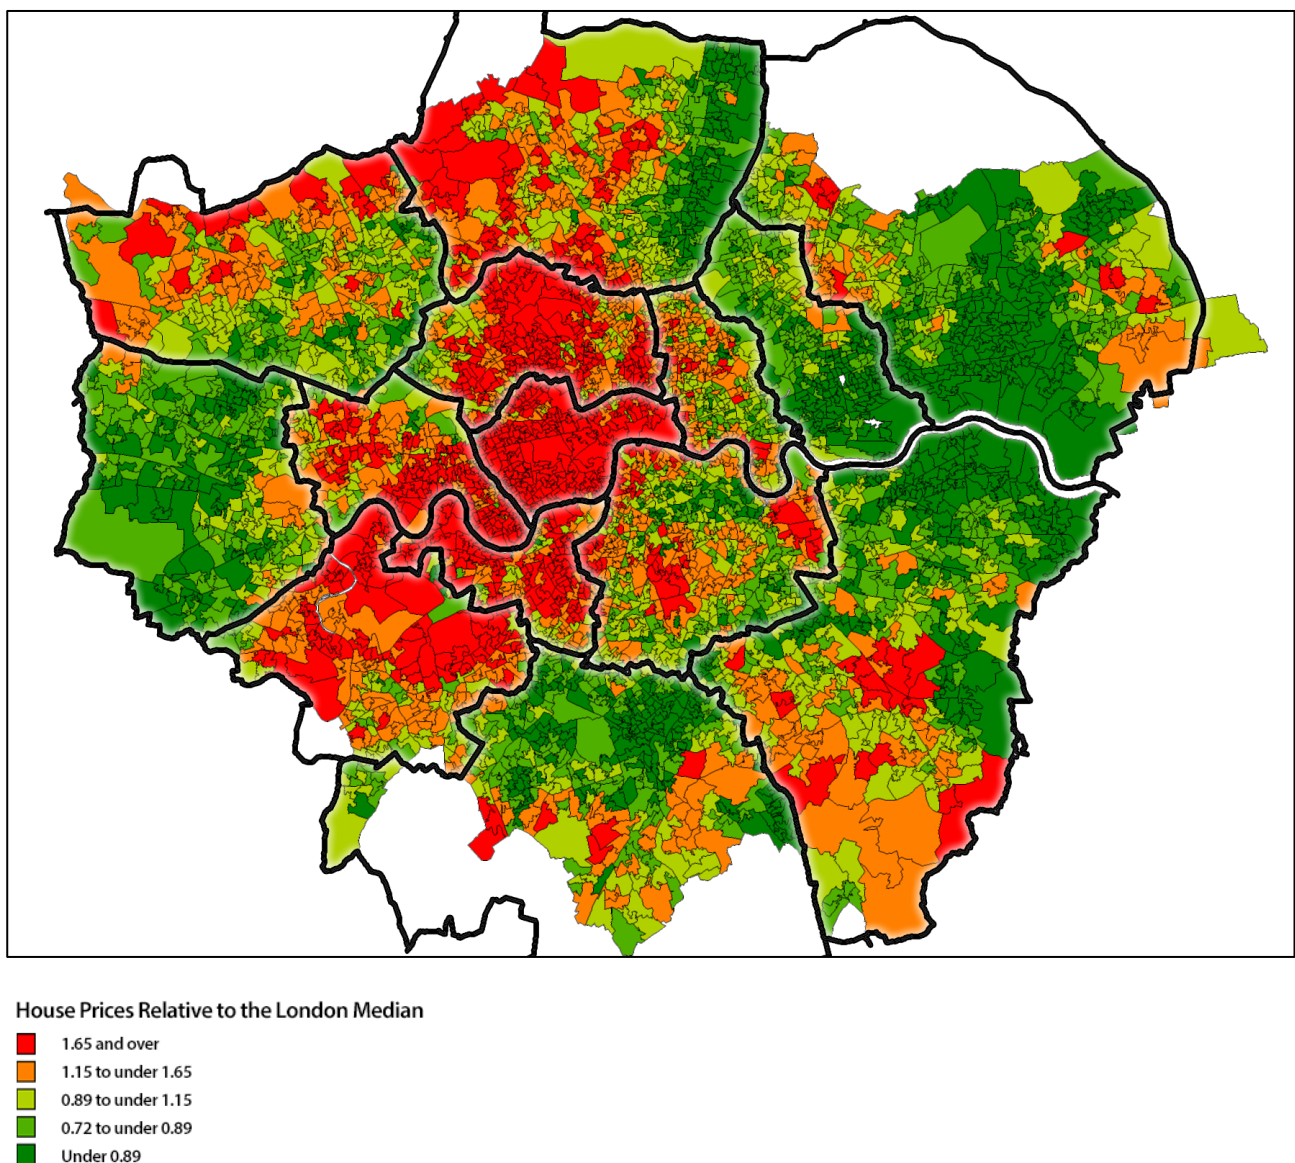 House Prices Relative to the London Median
1.65 and over
1.15 to under 1.65
0.89 to under 1.15
0.72 to under 0.89
Under 0.89